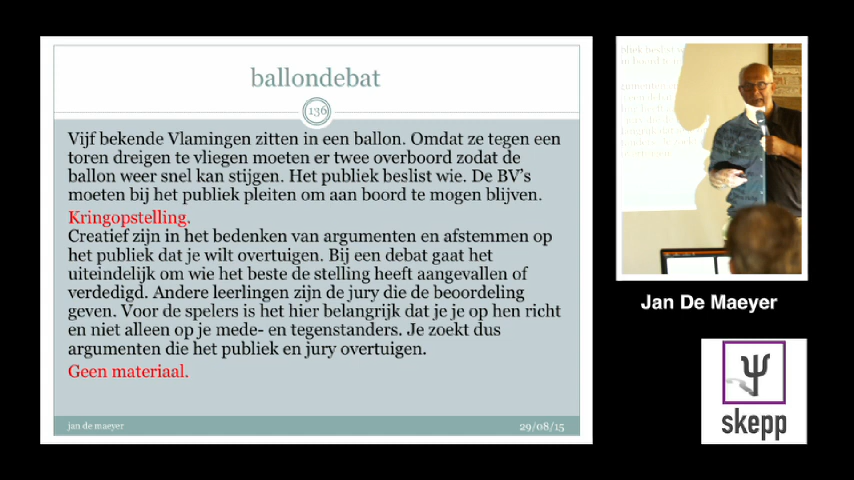 ballondebat
136
Vijf bekende Vlamingen zitten in een ballon. Omdat ze tegen een
toren dreigen te vliegen moeten er twee overboord zodat de
ballon weer snel kan stijgen. Het publiek beslist wie. De BV's
moeten bij het publiek pleiten om aan boord te mogen blijven.
Kringopstelling.
Creatief zijn in het bedenken van argumenten en afstemmen op
het publiek dat je wilt overtuigen. Bij een debat gaat het
uiteindelijk om wie het beste de stelling heeft aangevallen of
verdedigd. Andere leerlingen zijn de jury die de beoordeling
geven. Voor de spelers is het hier belangrijk dat je je op hen richt
en niet alleen op je mede- en tegenstanders. Je zoekt dus
argumenten die het publiek en jury overtuigen.
Geen materiaal.
jan de maeyer
29/08/15
Jan De Maeyer
skepp